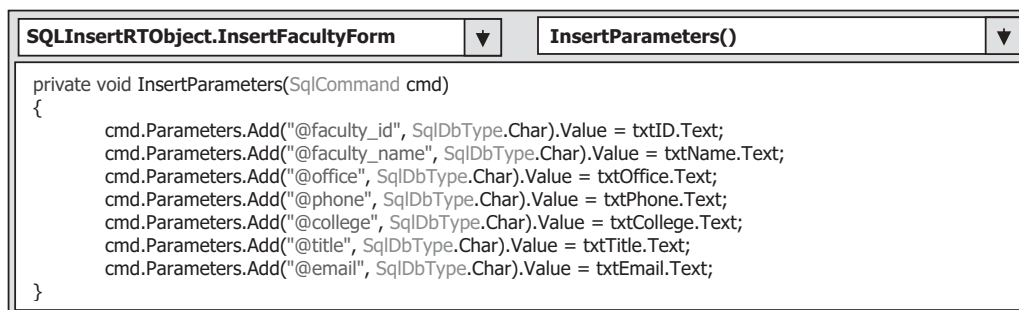 SQLInsertRTObject.InsertFacultyForm InsertParameters()
private void InsertParameters(SqlCommand cmd)
{
cmd.Parameters.Add("@faculty_id", SqlDbType.Char).Value = txtID.Text;
cmd.Parameters.Add("@faculty_name", SqlDbType.Char).Value = txtName.Text;
cmd.Parameters.Add("@office", SqlDbType.Char).Value = txtOffice.Text;
cmd.Parameters.Add("@phone", SqlDbType.Char).Value = txtPhone.Text;
cmd.Parameters.Add("@college", SqlDbType.Char).Value = txtCollege.Text;
cmd.Parameters.Add("@title", SqlDbType.Char).Value = txtTitle.Text;
cmd.Parameters.Add("@email", SqlDbType.Char).Value = txtEmail.Text;
}